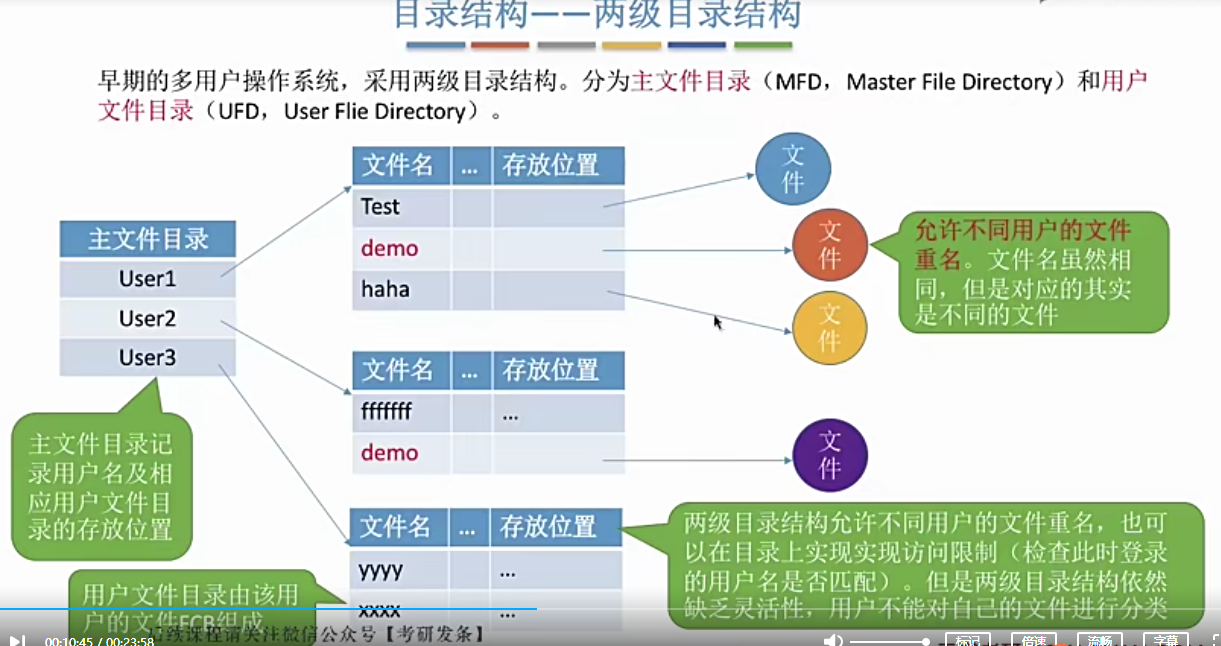 目录结构——两级目录结构
早期的多用户操作系统，采用两级目录结构。分为主文件目录（MFD，Master File Directory）和用户
文件目录（UFD，User Flie Directory）。
主文件目录
User1
User2
User3
文件名 ... 存放位置
Test
demo
haha
文件名 ... 存放位置
fffffff ...
demo
文件名 ... 存放位置
yyyy ...
xxxx ...
文
件
文
件
文
件
文
件
允许不同用户的文件
重名。文件名虽然相
同，但是对应的其实
是不同的文件
主文件目录记
录用户名及相
应用户文件目
录的存放位置
用户文件目录由该用
户的文件FCB组成
两级目录结构允许不同用户的文件重名，也可
以在目录上实现实现访问限制（检查此时登录
的用户名是否匹配）。但是两级目录结构依然
缺乏灵活性，用户不能对自己的文件进行分类
线课程请关注微信公众号【考研发条】
00:10:45 / 00:23:58
标记 倍速 流畅 字幕